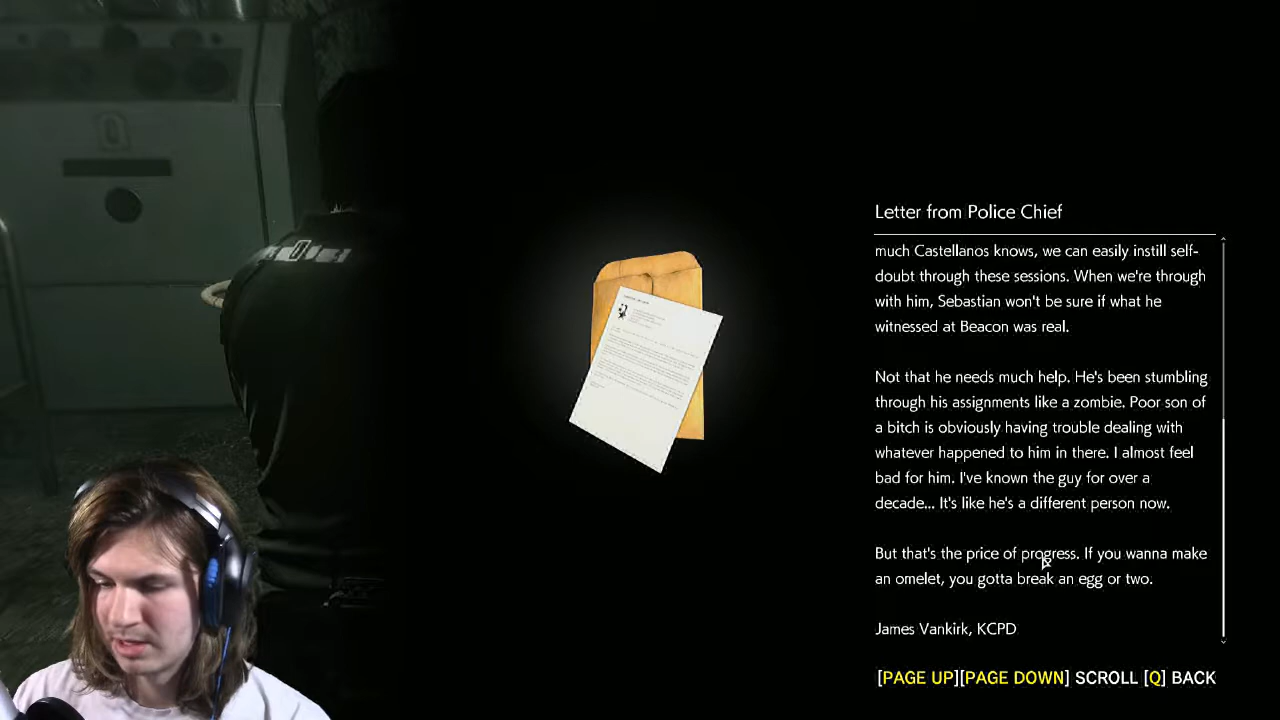 Letter from Police Chief
much Castellanos knows, we can easily instill self-
doubt through these sessions. When we're through
with him, Sebastian won't be sure if what he
witnessed at Beacon was real.
Not that he needs much help. He's been stumbling
through his assignments like a zombie. Poor son of
a bitch is obviously having trouble dealing with
whatever happened to him in there. I almost feel
bad for him. I've known the guy for over a
decade... It's like he's a different person now.
But that's the price of progress. If you wanna make
an omelet, you gotta break an egg or two.
James Vankirk, KCPD
[PAGE UP][PAGE DOWN] SCROLL [Q] BACK